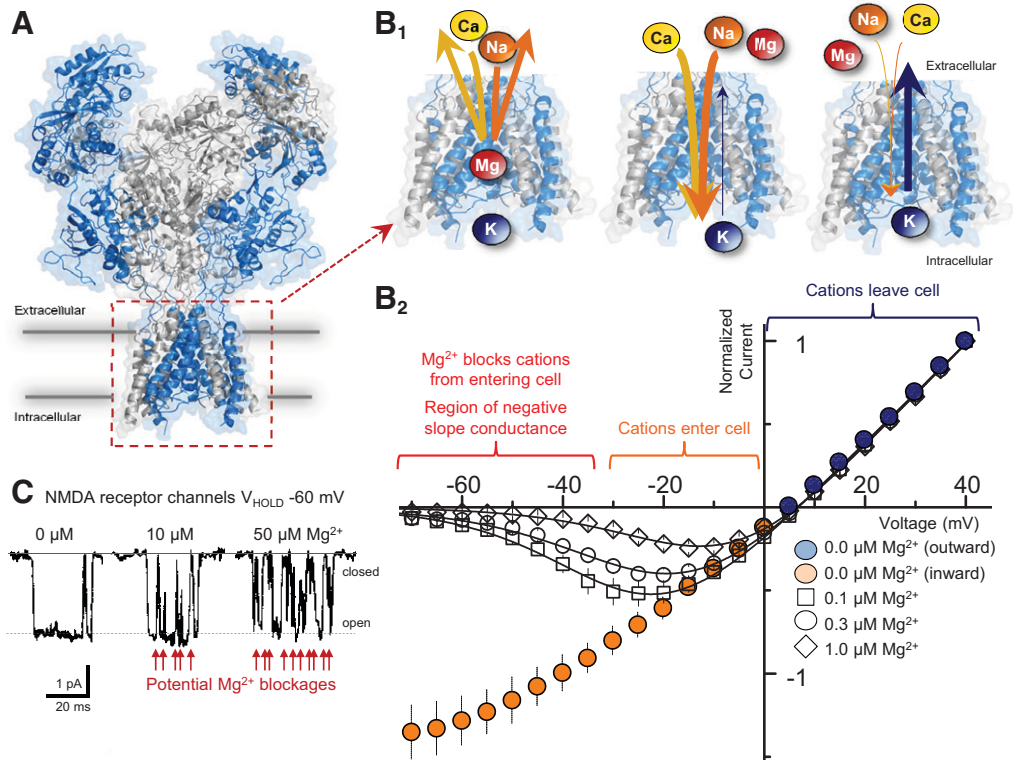 A
Extracellular
Intracellular
B1
Ca
Na
Mg
K
Ca
Na
Mg
K
Na
Ca
Mg
K
Extracellular
Intracellular
B2
Cations leave cell
Mg²⁺ blocks cations
from entering cell
Region of negative
slope conductance
Cations enter cell
Normalized
Current
1
-1
-60
-40
-20
20
40
Voltage (mV)
0.0 µM Mg²⁺ (outward)
0.0 µM Mg²⁺ (inward)
0.1 µM Mg²⁺
0.3 µM Mg²⁺
1.0 µM Mg²⁺
C
NMDA receptor channels VHOLD -60 mV
0 µM
10 µM
50 µM Mg²⁺
closed
open
Potential Mg²⁺ blockages
1 pA
20 ms